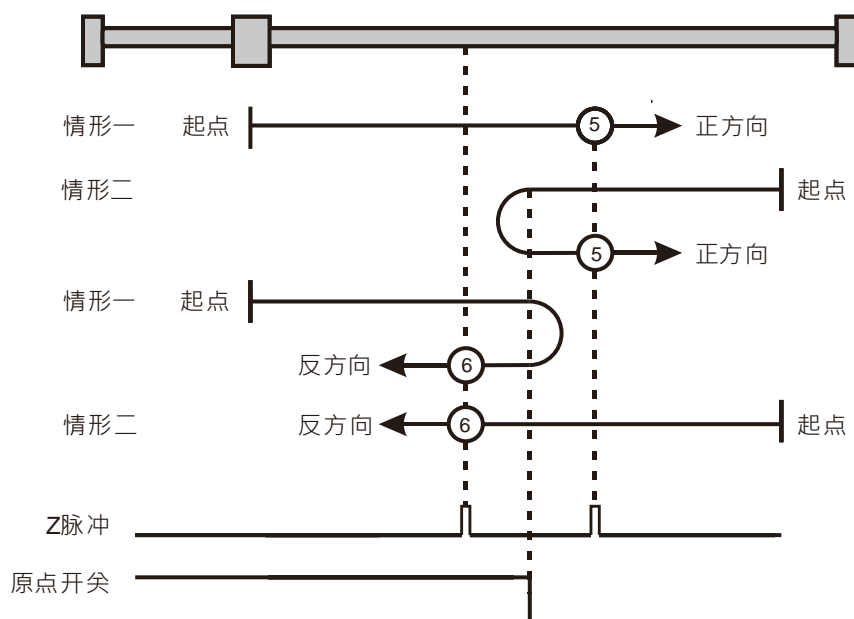 情形一 起点 5 正方向
情形二 起点
5 正方向
情形一 起点
反方向 6
情形二 反方向 6 起点
Z脉冲
原点开关